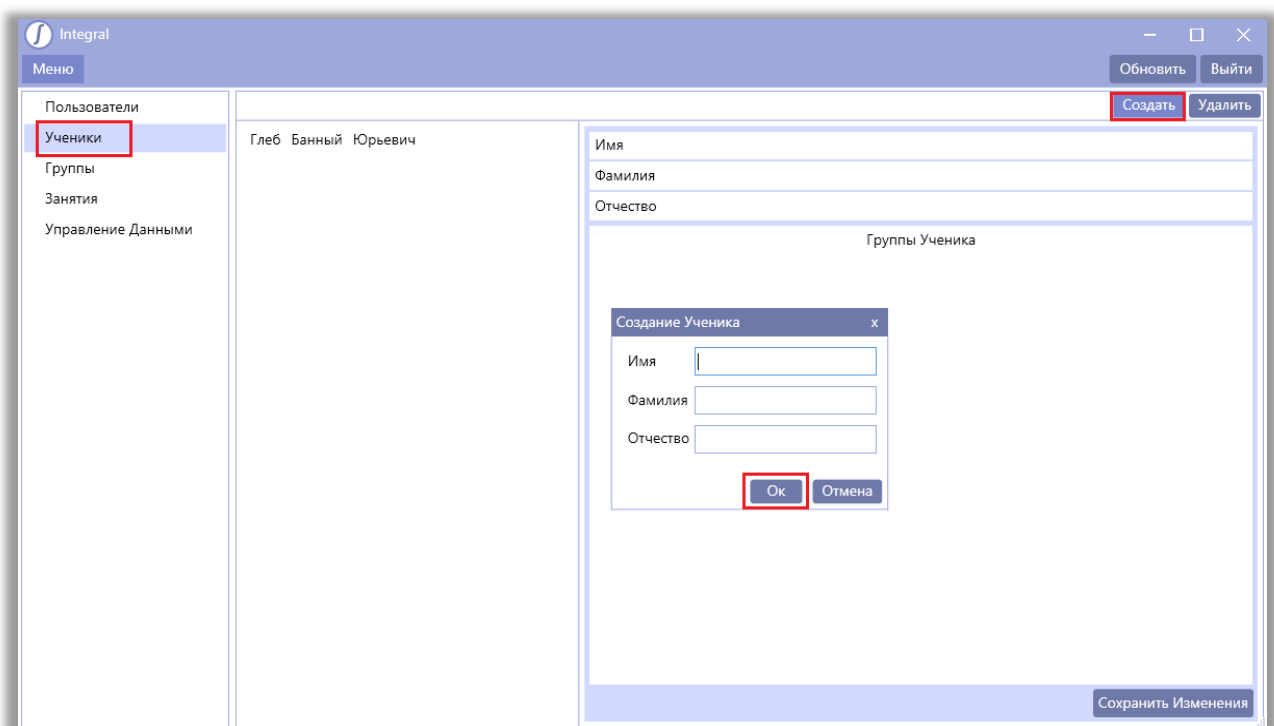 Integral
Меню
Обновить Выйти
Пользователи
Ученики
Группы
Занятия
Управление Данными
Создать Удалить
Глеб Банный Юрьевич
Имя
Фамилия
Отчество
Группы Ученика
Создание Ученика x
Имя
Фамилия
Отчество
Ок Отмена
Сохранить Изменения